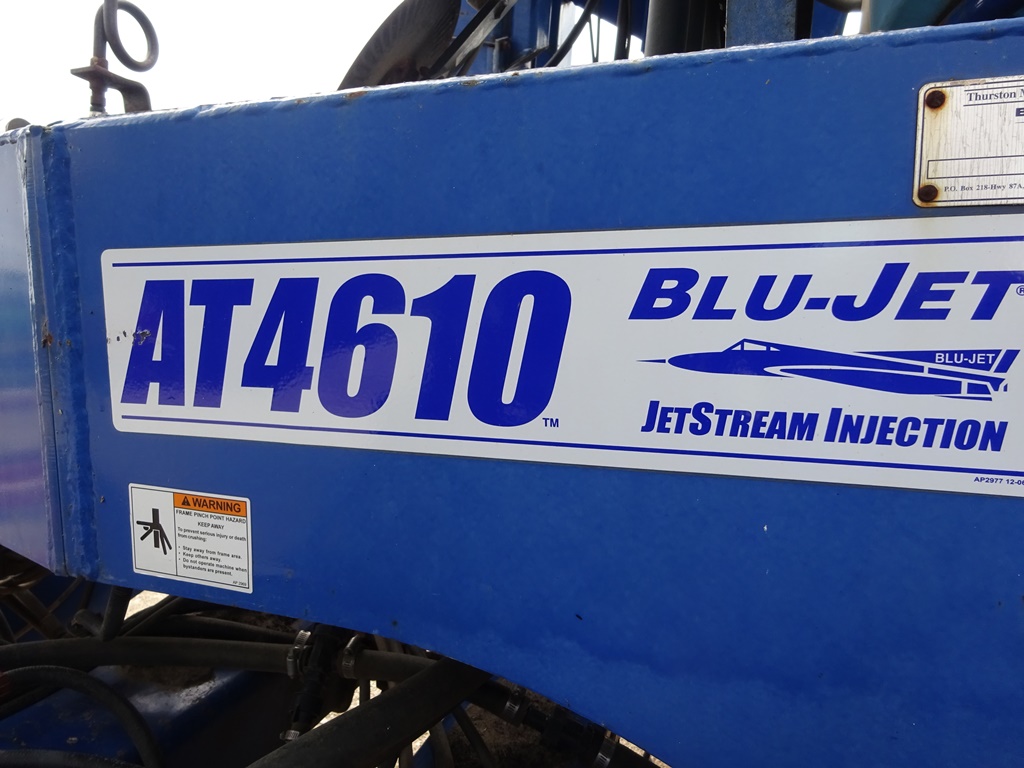 Thurston
P.O. Box 218-Hwy 87A,
AT4610
TM
BLU-JET®
BLU-JET
JETSTREAM INJECTION
AP2977 12-06
WARNING
FRAME PINCH POINT HAZARD
KEEP AWAY
To prevent serious injury or death
from crushing:
• Stay away from frame area.
• Keep others away.
• Do not operate machine when
bystanders are present.